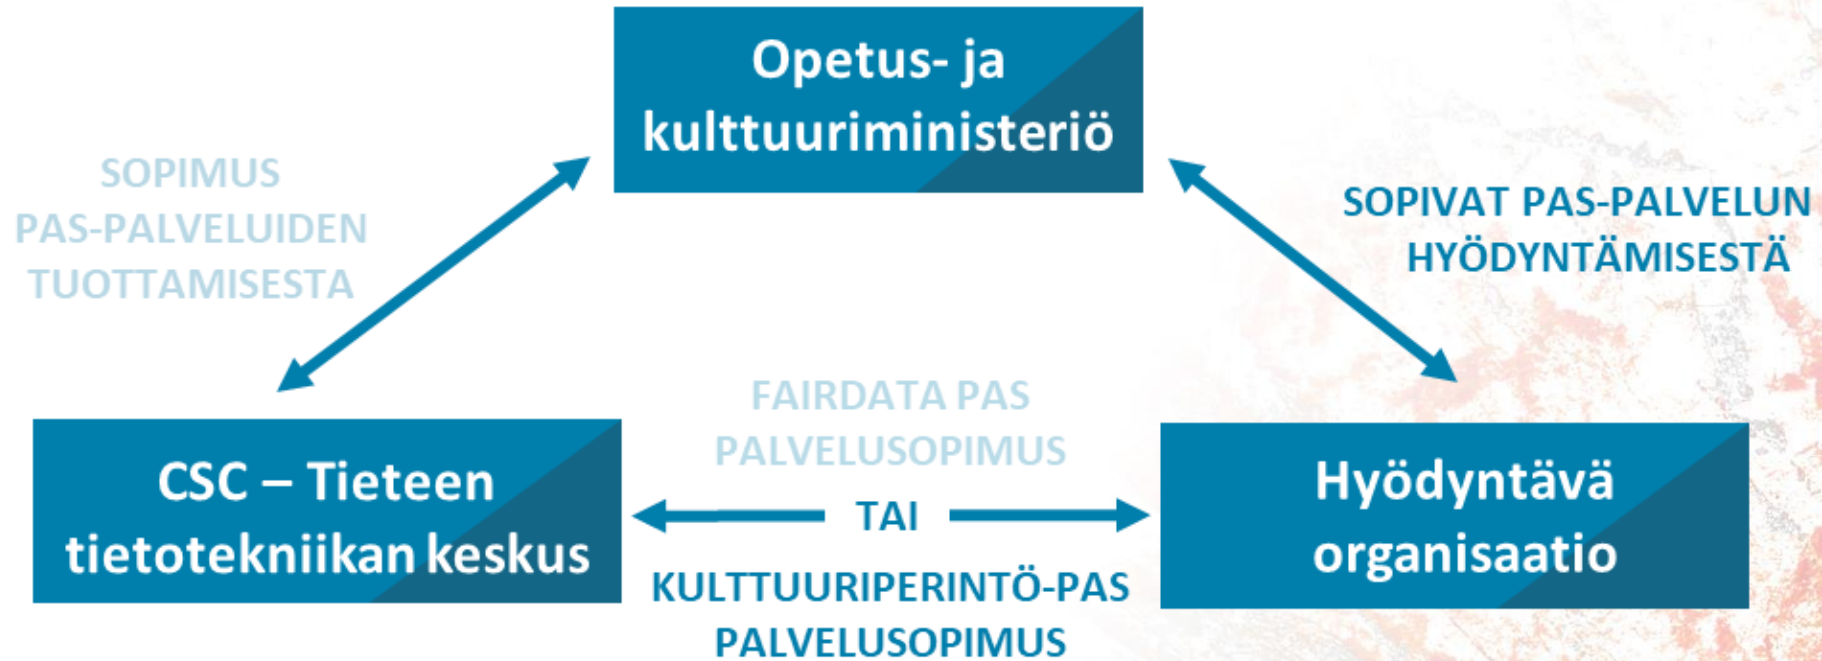 Opetus- ja
kulttuuriministeriö
SOPIMUS
PAS-PALVELUIDEN
TUOTTAMISESTA
SOPIVAT PAS-PALVELUN
HYÖDYNTÄMISESTÄ
CSC – Tieteen
tietotekniikan keskus
FAIRDATA PAS
PALVELUSOPIMUS
TAI
KULTTUURIPERINTÖ-PAS
PALVELUSOPIMUS
Hyödyntävä
organisaatio